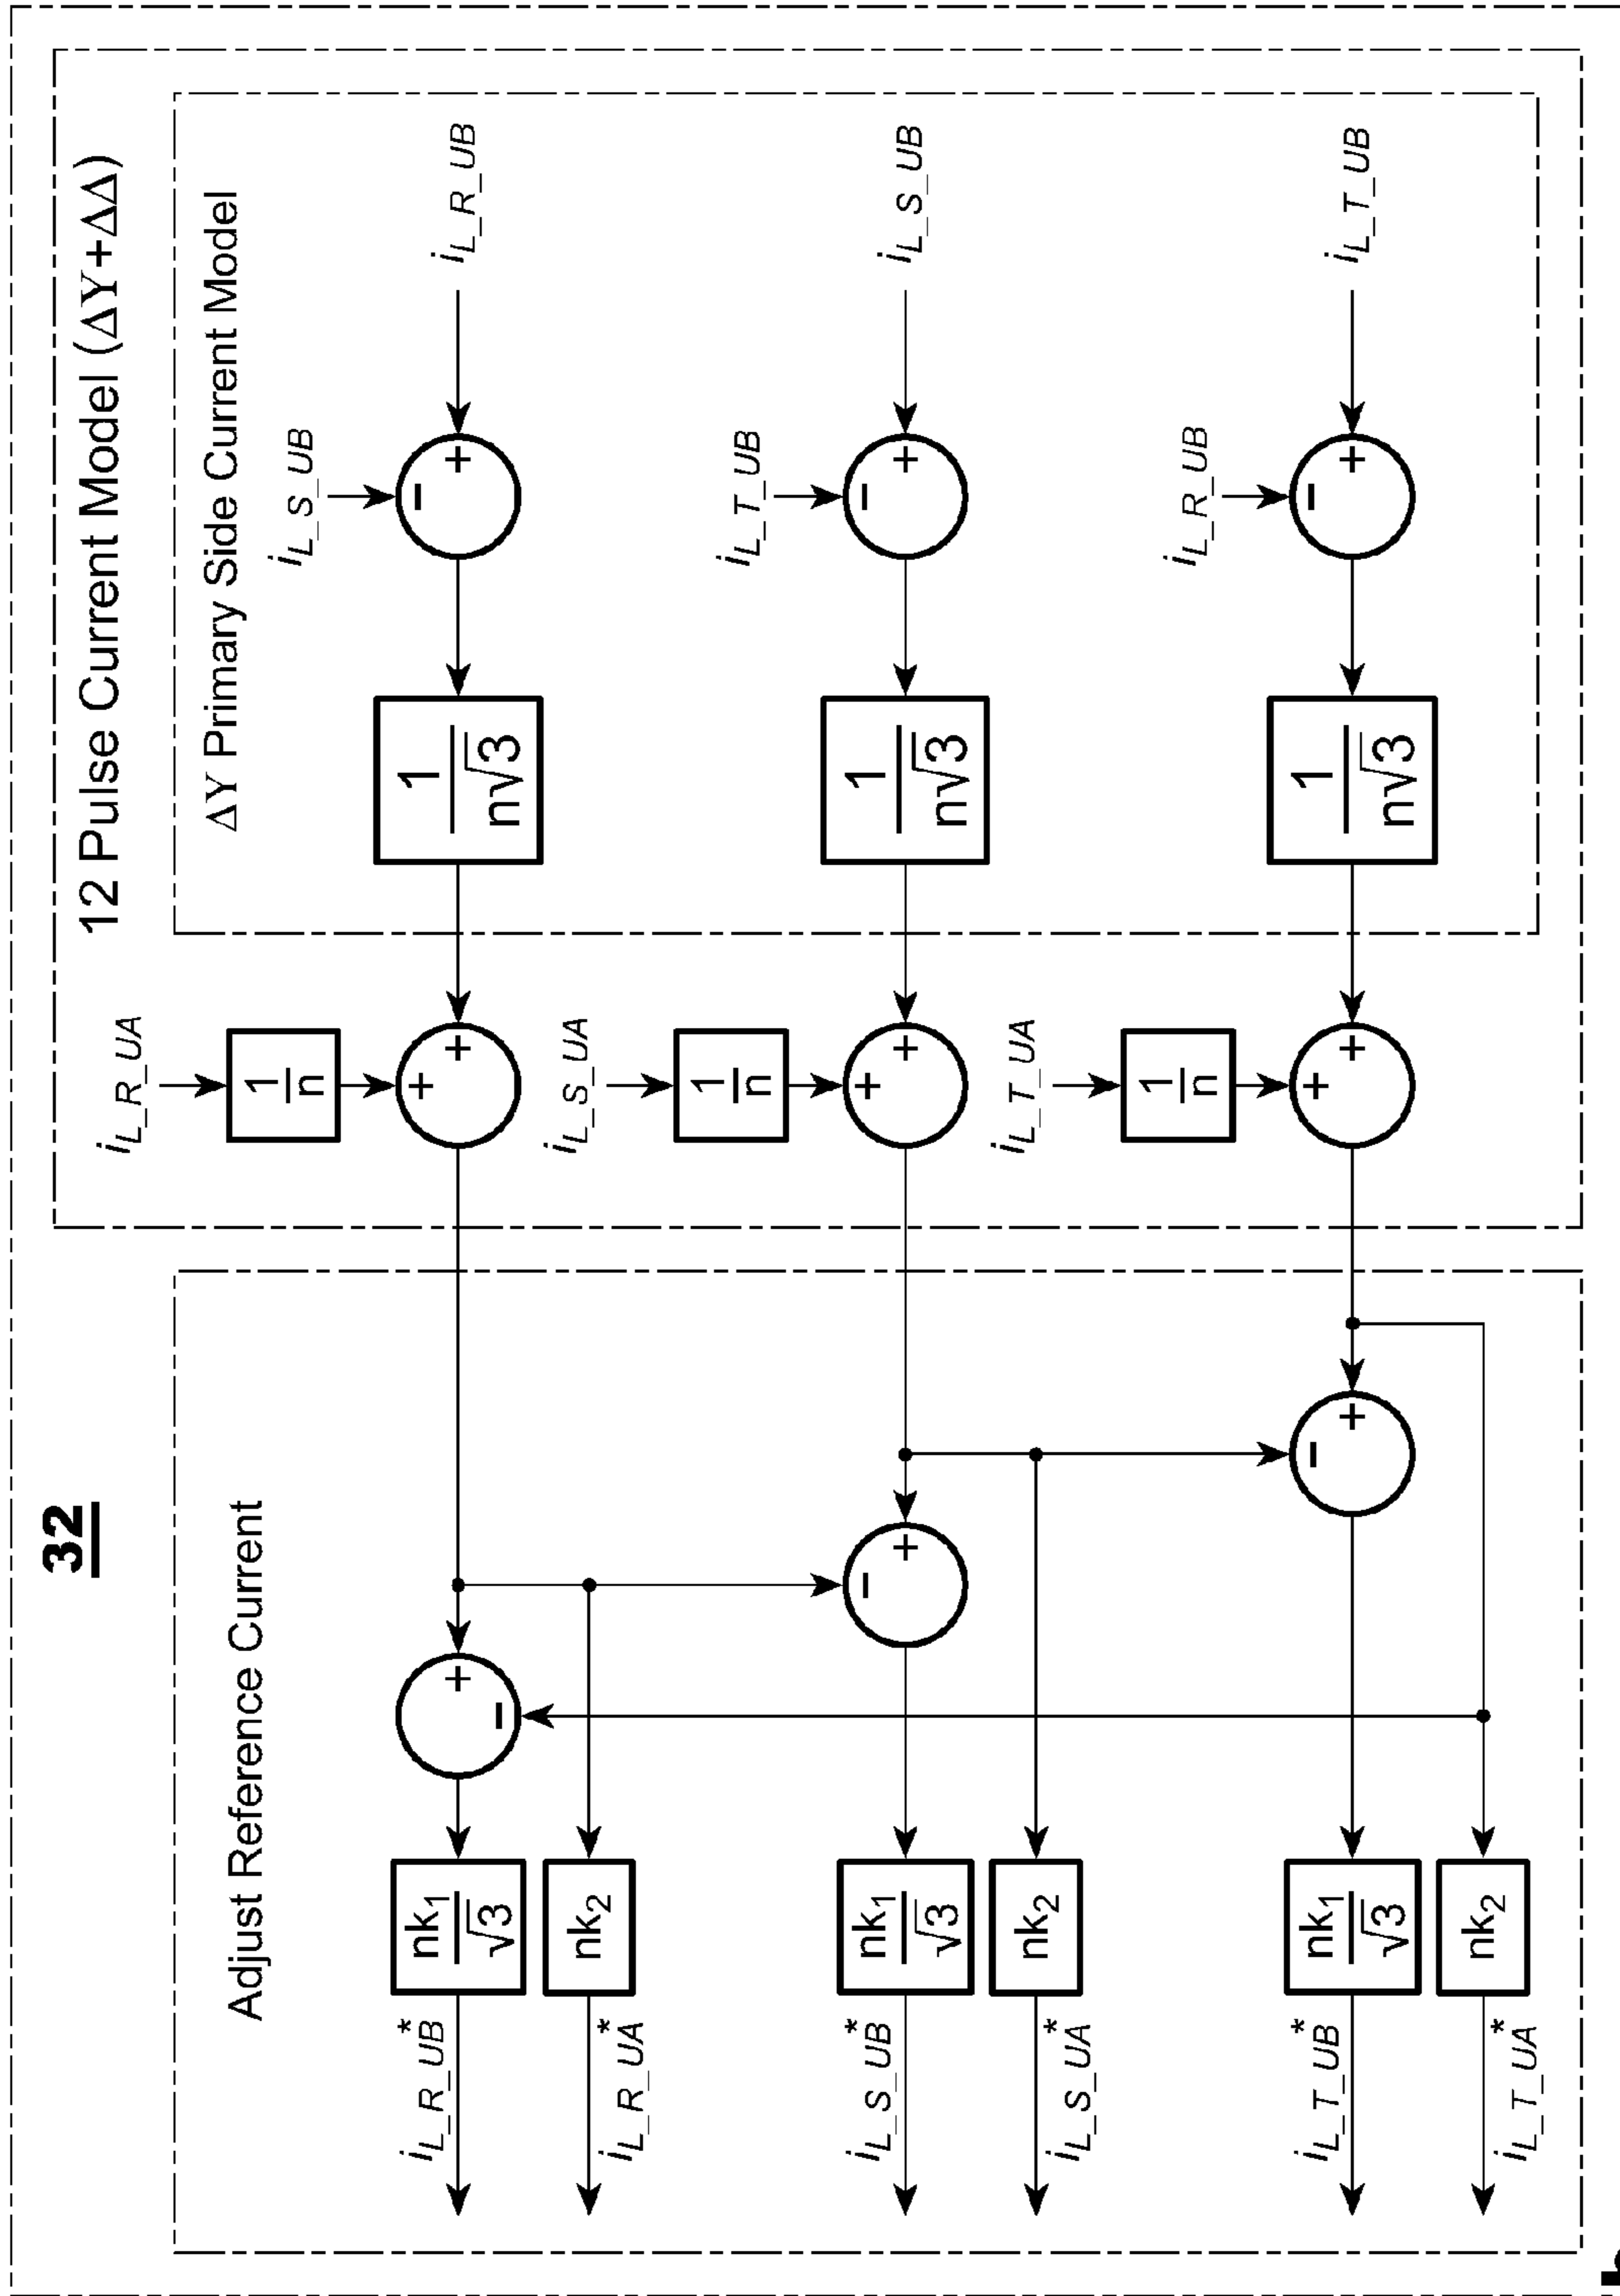 32
12 Pulse Current Model (ΔY+ΔΔ)
ΔY Primary Side Current Model
Adjust Reference Current
i_L_R_UB
i_L_S_UB
− +
1/(n√3)
i_L_R_UA
1/n
+ +
+ −
nk₁/√3
nk₂
i_L_R_UB*
i_L_R_UA*
i_L_S_UB
i_L_T_UB
− +
1/(n√3)
i_L_S_UA
1/n
+ +
− +
nk₁/√3
nk₂
i_L_S_UB*
i_L_S_UA*
i_L_T_UB
i_L_R_UB
− +
1/(n√3)
i_L_T_UA
1/n
+ +
− +
nk₁/√3
nk₂
i_L_T_UB*
i_L_T_UA*